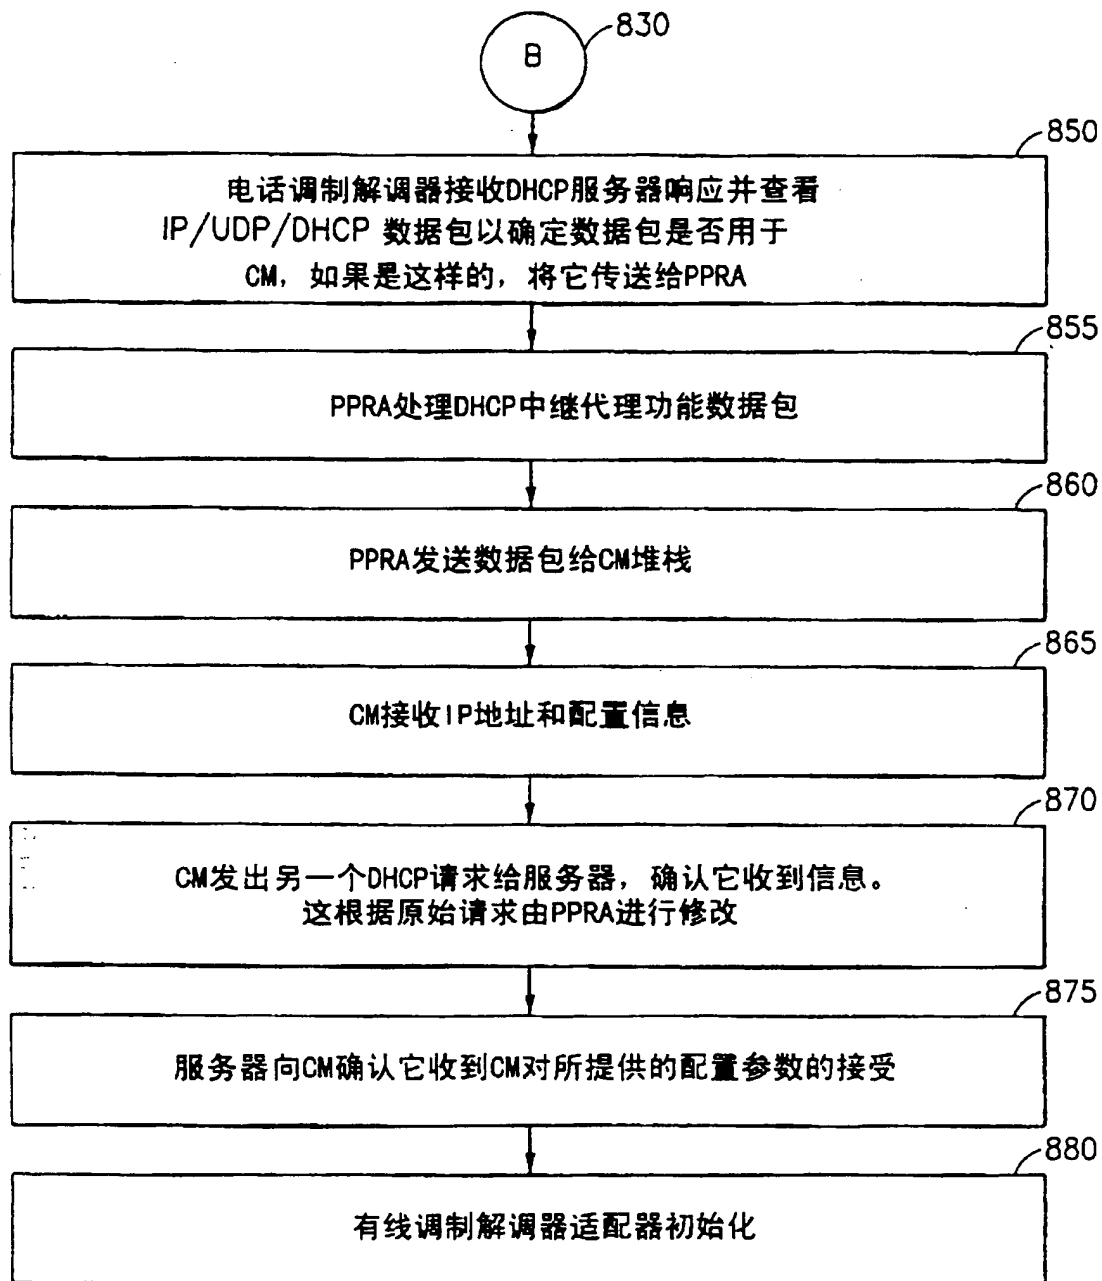 B
830
850
电话调制解调器接收DHCP服务器响应并查看
IP/UDP/DHCP 数据包以确定数据包是否用于
CM，如果是这样的，将它传送给PPRA
855
PPRA处理DHCP中继代理功能数据包
860
PPRA发送数据包给CM堆栈
865
CM接收IP地址和配置信息
870
CM发出另一个DHCP请求给服务器，确认它收到信息。
这根据原始请求由PPRA进行修改
875
服务器向CM确认它收到CM对所提供的配置参数的接受
880
有线调制解调器适配器初始化